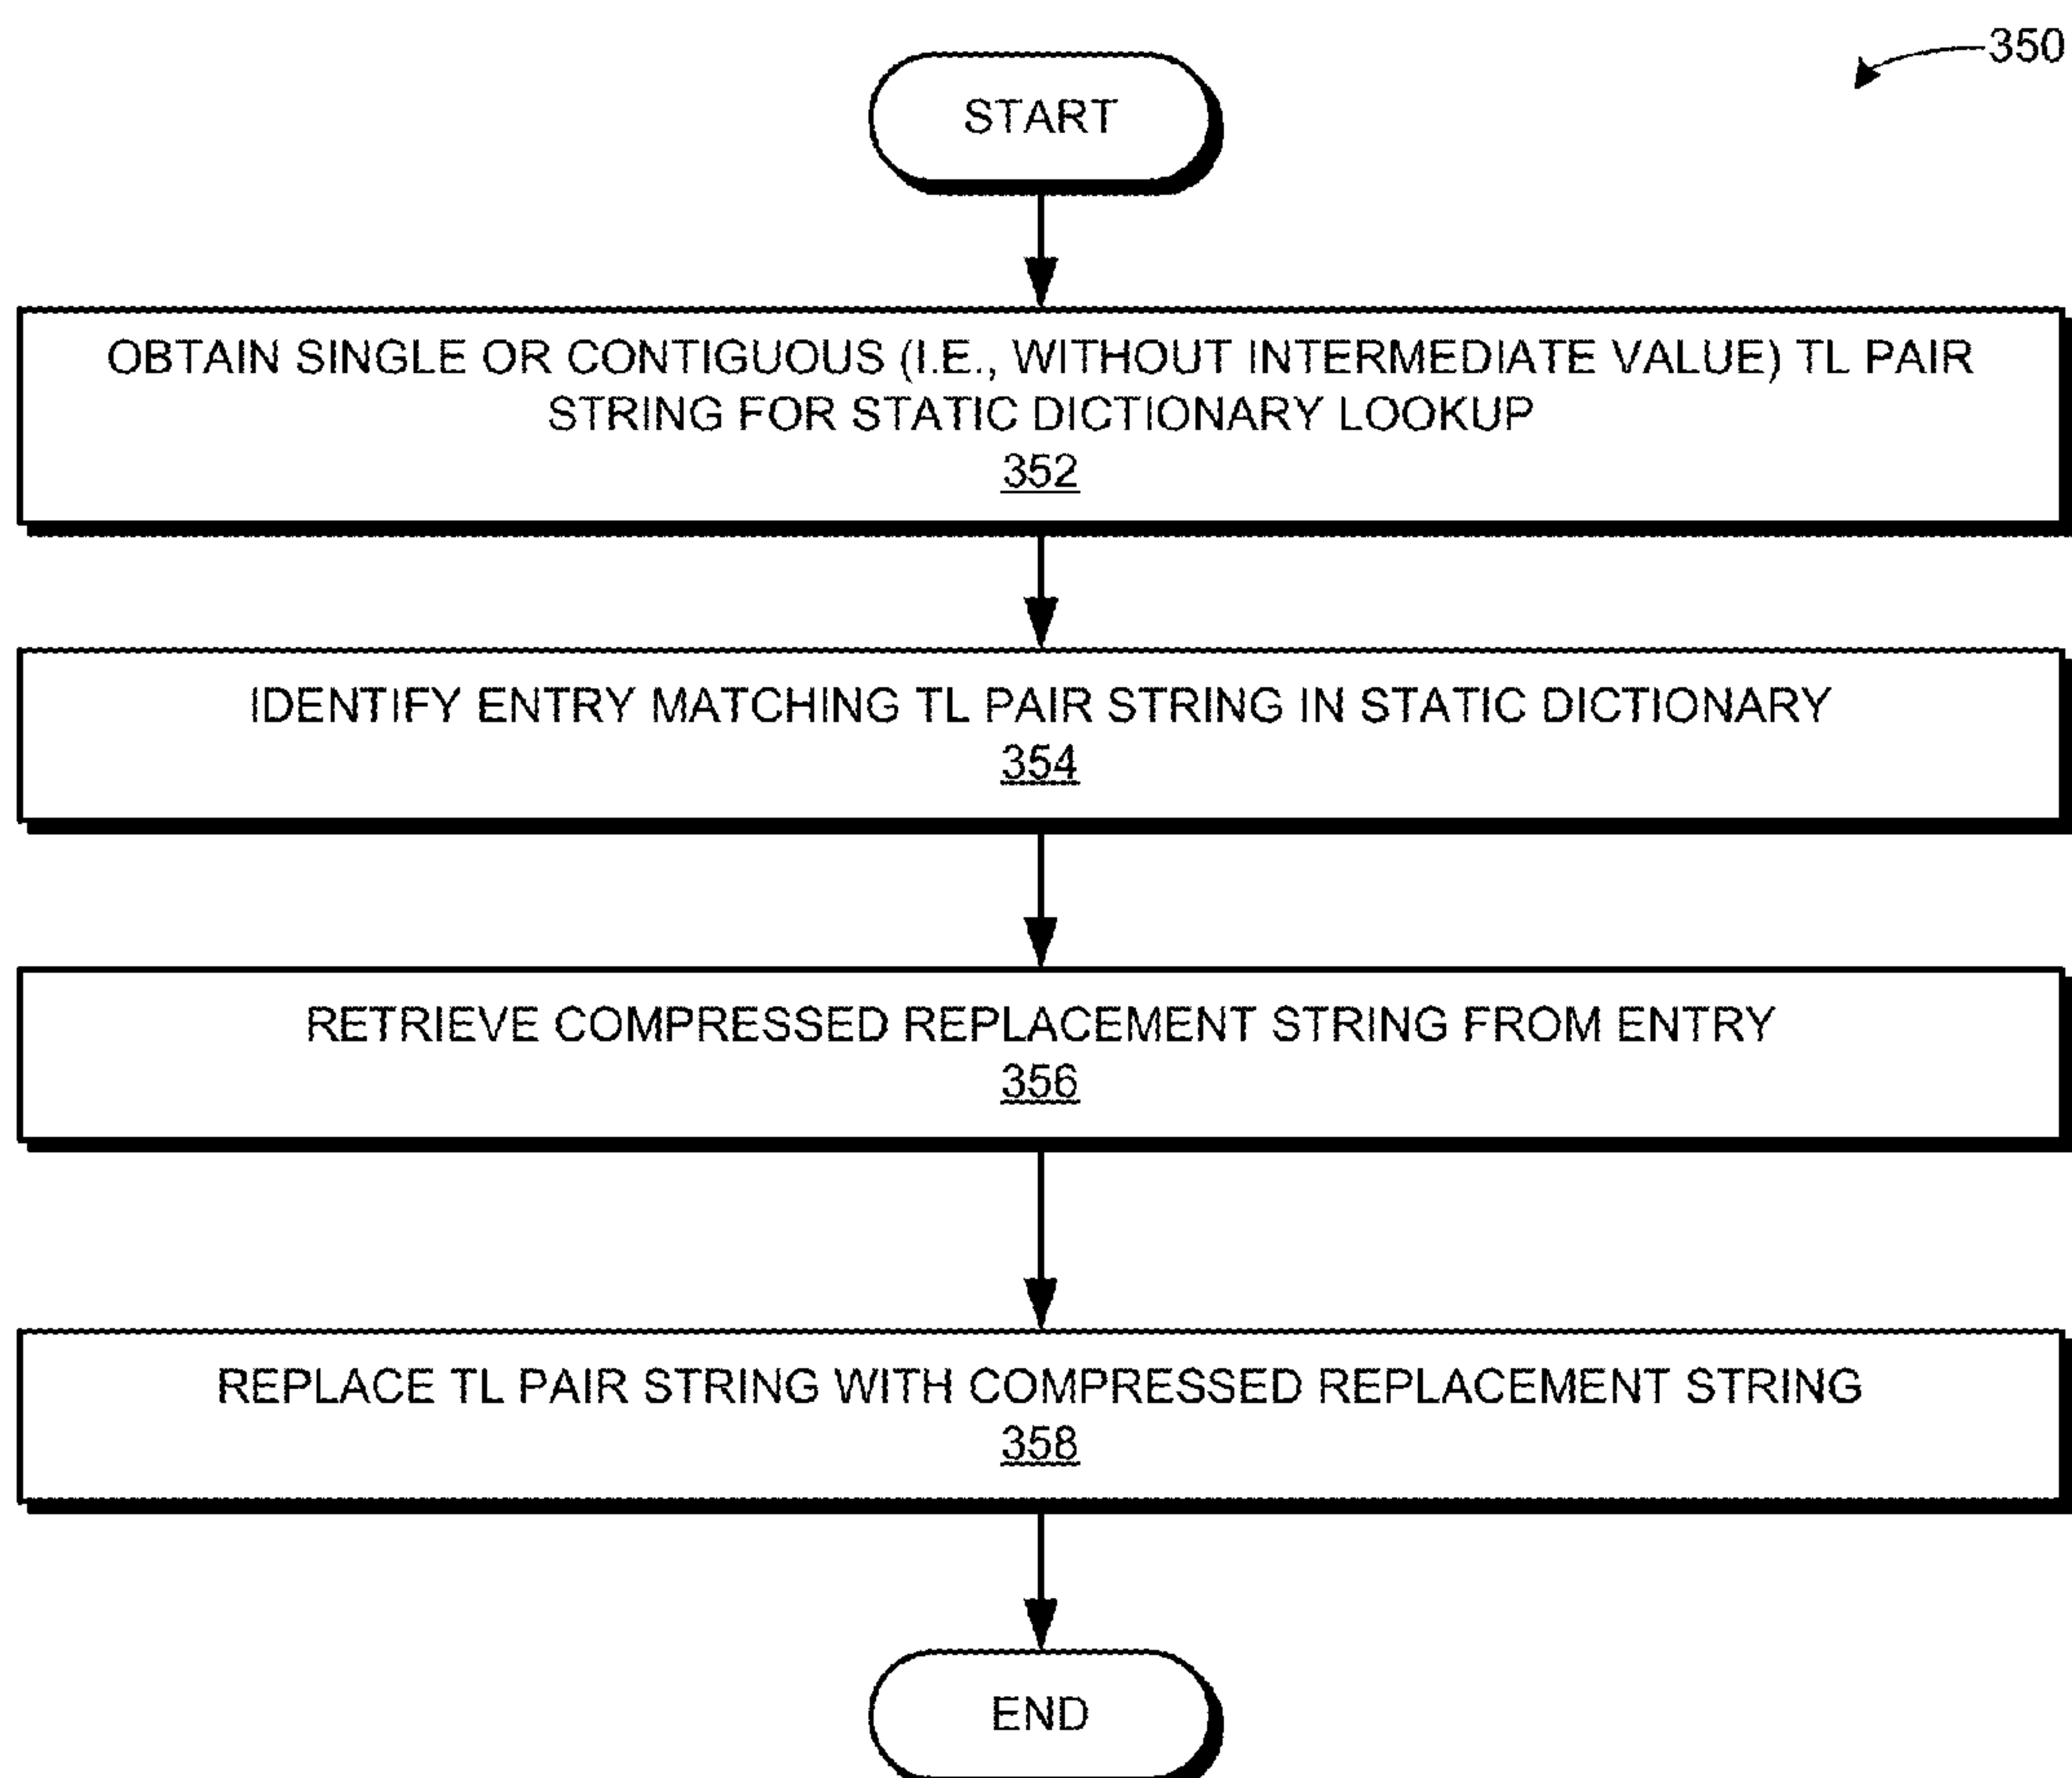 350
START
OBTAIN SINGLE OR CONTIGUOUS (I.E., WITHOUT INTERMEDIATE VALUE) TL PAIR
STRING FOR STATIC DICTIONARY LOOKUP
352
IDENTIFY ENTRY MATCHING TL PAIR STRING IN STATIC DICTIONARY
354
RETRIEVE COMPRESSED REPLACEMENT STRING FROM ENTRY
356
REPLACE TL PAIR STRING WITH COMPRESSED REPLACEMENT STRING
358
END